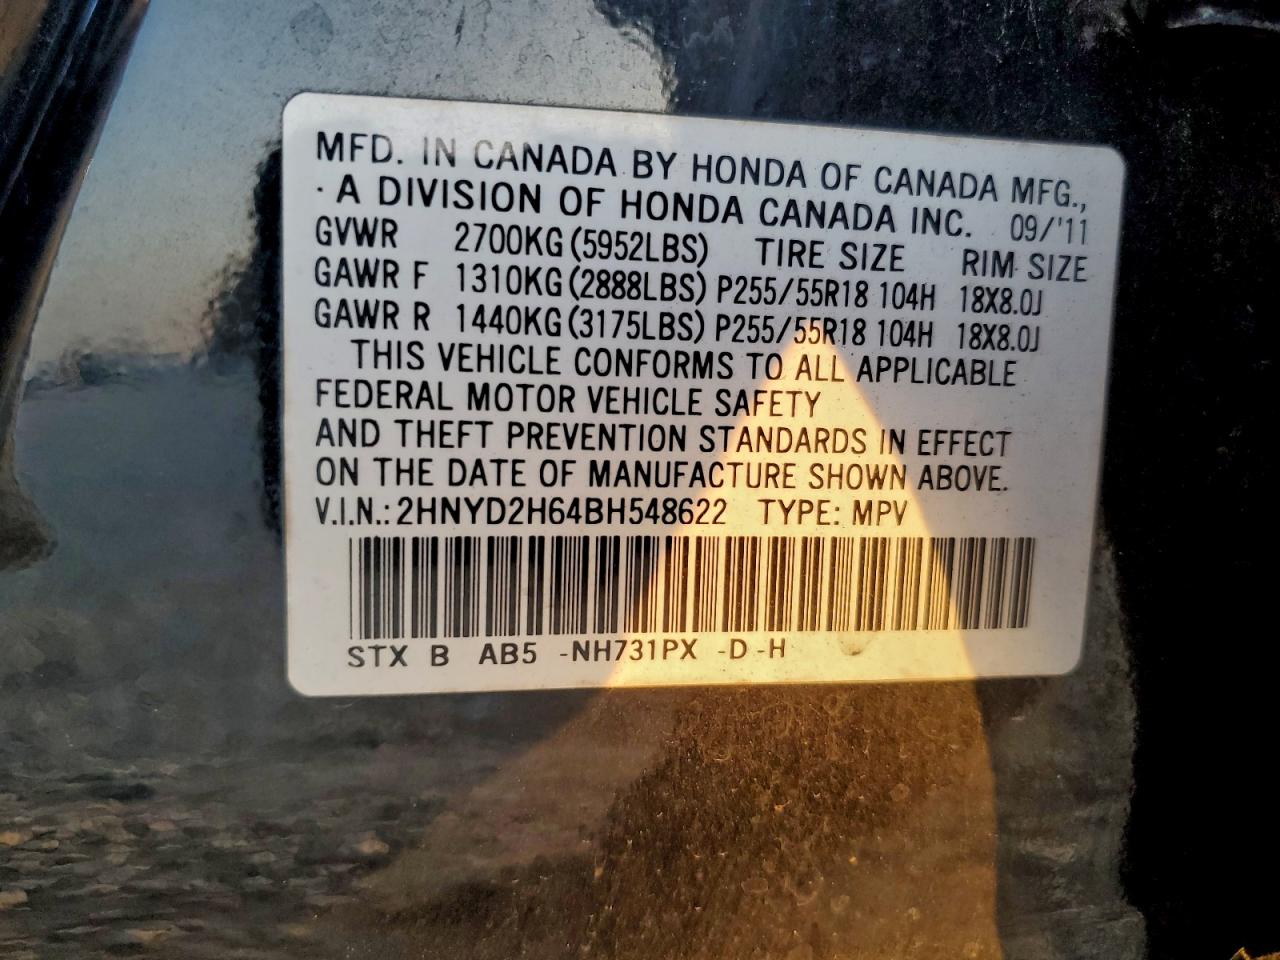 MFD. IN CANADA BY HONDA OF CANADA MFG.,
· A DIVISION OF HONDA CANADA INC. 09/'11
GVWR 2700KG (5952LBS) TIRE SIZE RIM SIZE
GAWR F 1310KG (2888LBS) P255/55R18 104H 18X8.0J
GAWR R 1440KG (3175LBS) P255/55R18 104H 18X8.0J
THIS VEHICLE CONFORMS TO ALL APPLICABLE
FEDERAL MOTOR VEHICLE SAFETY
AND THEFT PREVENTION STANDARDS IN EFFECT
ON THE DATE OF MANUFACTURE SHOWN ABOVE.
V.I.N.: 2HNYD2H64BH548622 TYPE: MPV
STX B AB5 -NH731PX -D -H